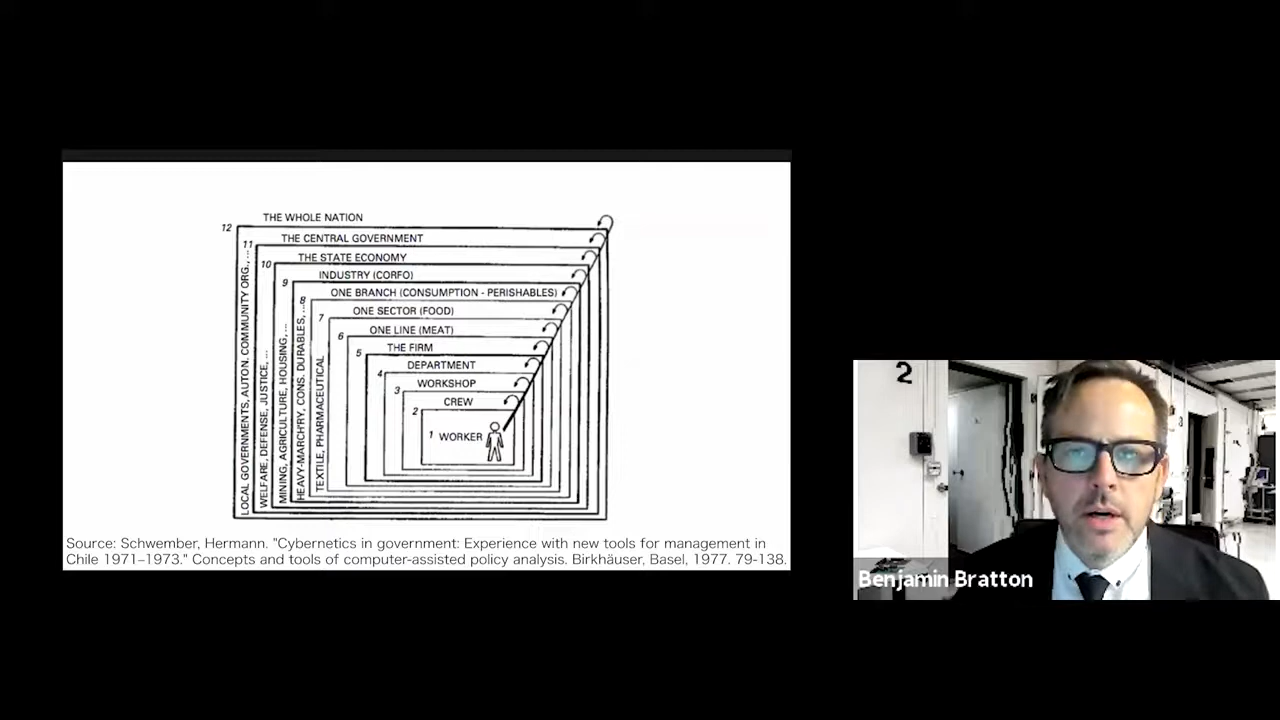 THE WHOLE NATION
12
THE CENTRAL GOVERNMENT
11
THE STATE ECONOMY
10
INDUSTRY (CORFO)
9
ONE BRANCH (CONSUMPTION - PERISHABLES)
8
ONE SECTOR (FOOD)
7
ONE LINE (MEAT)
6
THE FIRM
5
DEPARTMENT
4
WORKSHOP
3
CREW
2
1 WORKER
LOCAL GOVERNMENTS, AUTON. COMMUNITY ORG., ...
WELFARE, DEFENSE, JUSTICE, ...
MINING, AGRICULTURE, HOUSING, ...
HEAVY-MARCH'RY, CONS. DURABLES, ...
TEXTILE, PHARMACEUTICAL
Source: Schwember, Hermann. "Cybernetics in government: Experience with new tools for management in
Chile 1971–1973." Concepts and tools of computer-assisted policy analysis. Birkhäuser, Basel, 1977. 79-138.
2
Benjamin Bratton